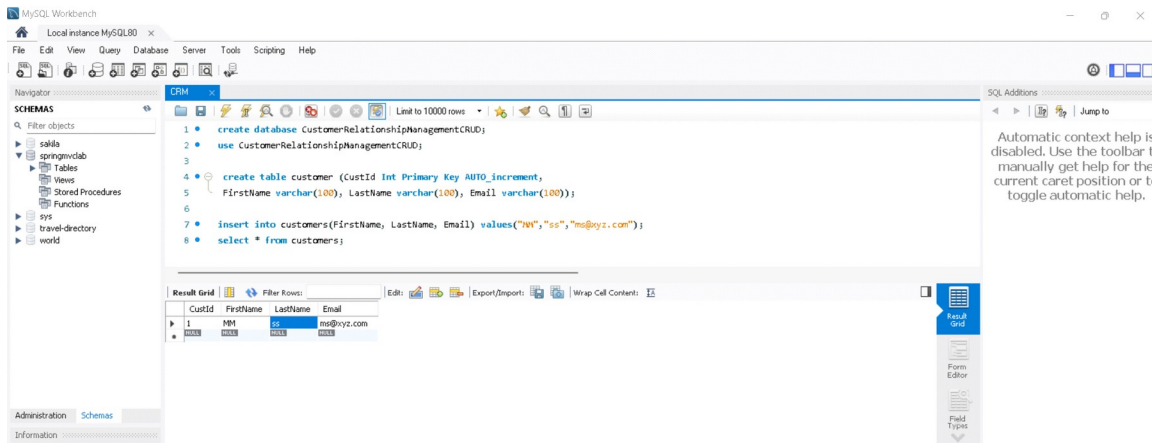 MySQL Workbench
Local instance MySQL80
File Edit View Query Database Server Tools Scripting Help
Navigator
SCHEMAS
Filter objects
sakila
springmvclab
Tables
Views
Stored Procedures
Functions
sys
travel-directory
world
Administration Schemas
Information
CRM
Limit to 10000 rows
1 create database CustomerRelationshipManagementCRUD;
2 use CustomerRelationshipManagementCRUD;
3
4 create table customer (CustId Int Primary Key AUTO_increment,
5 FirstName varchar(100), LastName varchar(100), Email varchar(100));
6
7 insert into customers(FirstName, LastName, Email) values("MM","ss","ms@xyz.com");
8 select * from customers;
Result Grid Filter Rows: Edit: Export/Import: Wrap Cell Content:
CustId FirstName LastName Email
1 MM ss ms@xyz.com
NULL NULL NULL NULL
Result
Grid
Form
Editor
Field
Types
SQL Additions
Jump to
Automatic context help is
disabled. Use the toolbar t
manually get help for the
current caret position or to
toggle automatic help.